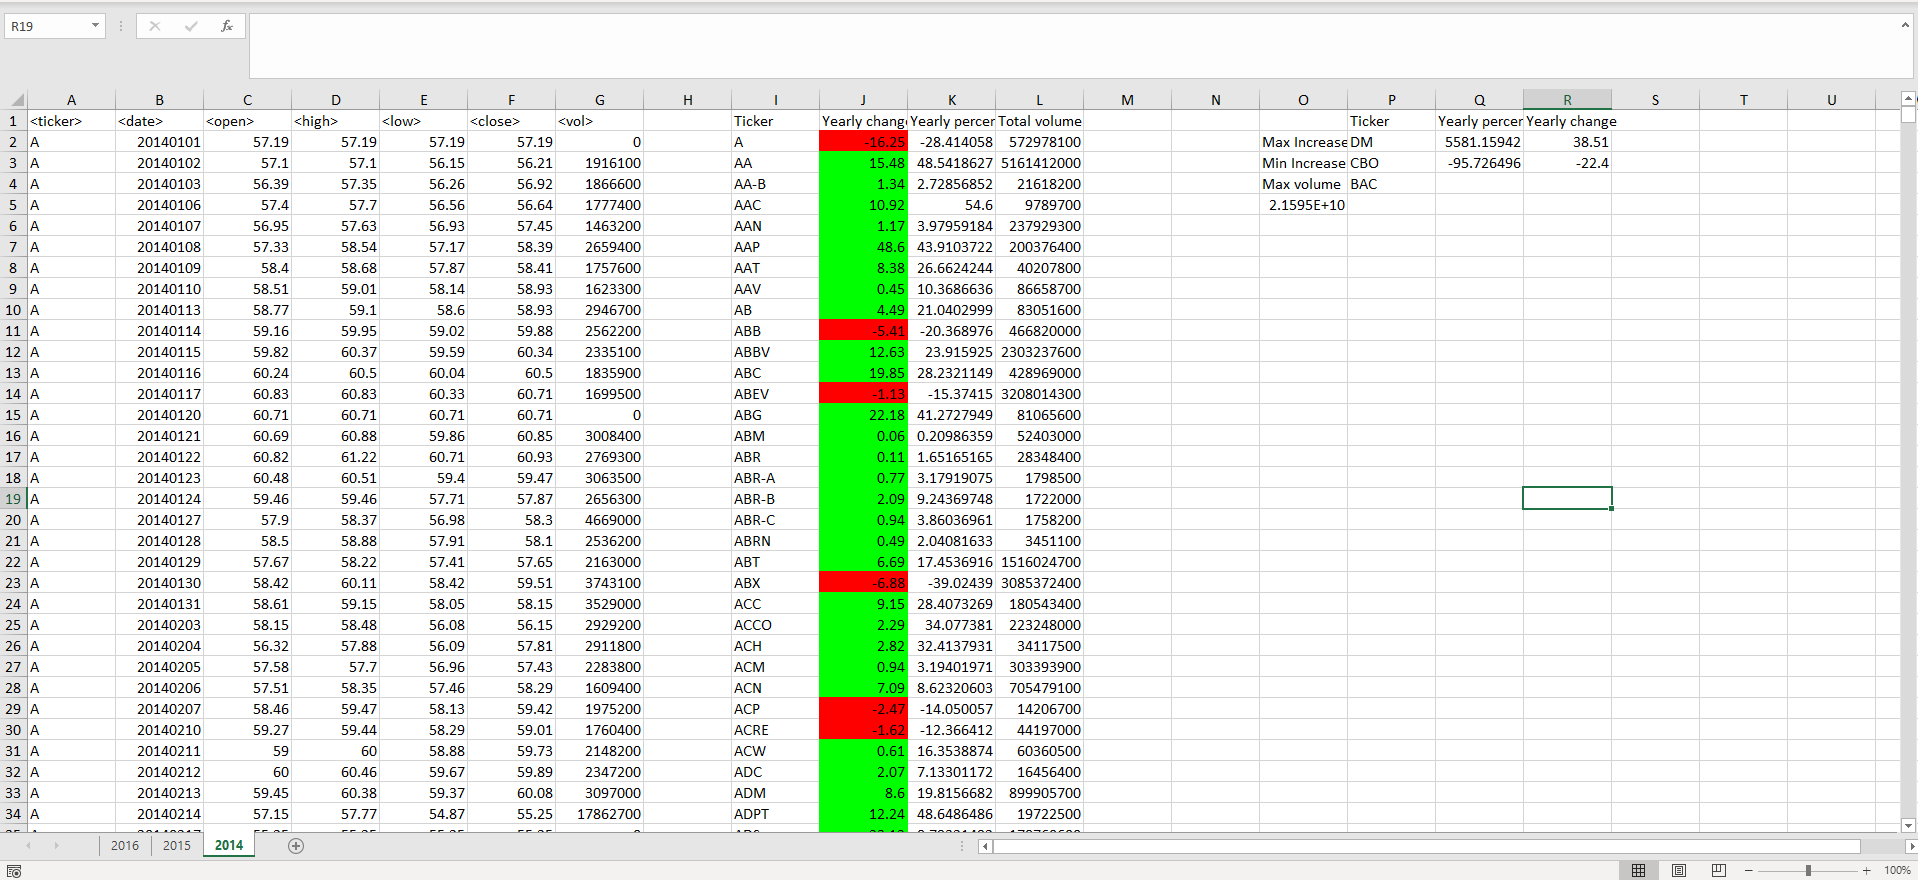 R19 fx
A B C D E F G H I J K L M N O P Q R S T U
1 <ticker> <date> <open> <high> <low> <close> <vol> Ticker Yearly chang Yearly percer Total volume Ticker Yearly percer Yearly change
2 A 20140101 57.19 57.19 57.19 57.19 0 A -16.25 -28.414058 572978100 Max Increase DM 5581.15942 38.51
3 A 20140102 57.1 57.1 56.15 56.21 1916100 AA 15.48 48.5418627 5161412000 Min Increase CBO -95.726496 -22.4
4 A 20140103 56.39 57.35 56.26 56.92 1866600 AA-B 1.34 2.72856852 21618200 Max volume BAC
5 A 20140106 57.4 57.7 56.56 56.64 1777400 AAC 10.92 54.6 9789700 2.1595E+10
6 A 20140107 56.95 57.63 56.93 57.45 1463200 AAN 1.17 3.97959184 237929300
7 A 20140108 57.33 58.54 57.17 58.39 2659400 AAP 48.6 43.9103722 200376400
8 A 20140109 58.4 58.68 57.87 58.41 1757600 AAT 8.38 26.6624244 40207800
9 A 20140110 58.51 59.01 58.14 58.93 1623300 AAV 0.45 10.3686636 86658700
10 A 20140113 58.77 59.1 58.6 58.93 2946700 AB 4.49 21.0402999 83051600
11 A 20140114 59.16 59.95 59.02 59.88 2562200 ABB -5.41 -20.368976 466820000
12 A 20140115 59.82 60.37 59.59 60.34 2335100 ABBV 12.63 23.915925 2303237600
13 A 20140116 60.24 60.5 60.04 60.5 1835900 ABC 19.85 28.2321149 428969000
14 A 20140117 60.83 60.83 60.33 60.71 1699500 ABEV -1.13 -15.37415 3208014300
15 A 20140120 60.71 60.71 60.71 60.71 0 ABG 22.18 41.2727949 81065600
16 A 20140121 60.69 60.88 59.86 60.85 3008400 ABM 0.06 0.20986359 52403000
17 A 20140122 60.82 61.22 60.71 60.93 2769300 ABR 0.11 1.65165165 28348400
18 A 20140123 60.48 60.51 59.4 59.47 3063500 ABR-A 0.77 3.17919075 1798500
19 A 20140124 59.46 59.46 57.71 57.87 2656300 ABR-B 2.09 9.24369748 1722000
20 A 20140127 57.9 58.37 56.98 58.3 4669000 ABR-C 0.94 3.86036961 1758200
21 A 20140128 58.5 58.88 57.91 58.1 2536200 ABRN 0.49 2.04081633 3451100
22 A 20140129 57.67 58.22 57.41 57.65 2163000 ABT 6.69 17.4536916 1516024700
23 A 20140130 58.42 60.11 58.42 59.51 3743100 ABX -6.88 -39.02439 3085372400
24 A 20140131 58.61 59.15 58.05 58.15 3529000 ACC 9.15 28.4073269 180543400
25 A 20140203 58.15 58.48 56.08 56.15 2929200 ACCO 2.29 34.077381 223248000
26 A 20140204 56.32 57.88 56.09 57.81 2911800 ACH 2.82 32.4137931 34117500
27 A 20140205 57.58 57.7 56.96 57.43 2283800 ACM 0.94 3.19401971 303393900
28 A 20140206 57.51 58.35 57.46 58.29 1609400 ACN 7.09 8.62320603 705479100
29 A 20140207 58.46 59.47 58.13 59.42 1975200 ACP -2.47 -14.050057 14206700
30 A 20140210 59.27 59.44 58.29 59.01 1760400 ACRE -1.62 -12.366412 44197000
31 A 20140211 59 60 58.88 59.73 2148200 ACW 0.61 16.3538874 60360500
32 A 20140212 60 60.46 59.67 59.89 2347200 ADC 2.07 7.13301172 16456400
33 A 20140213 59.45 60.38 59.37 60.08 3097000 ADM 8.6 19.8156682 899905700
34 A 20140214 57.15 57.77 54.87 55.25 17862700 ADPT 12.24 48.6486486 19722500
2016 2015 2014
100%